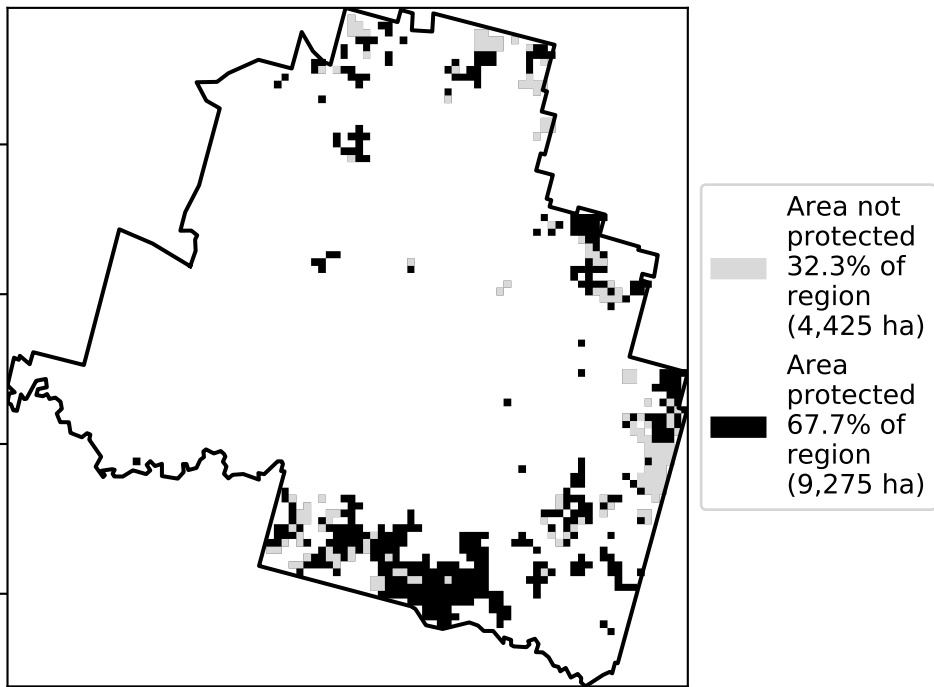 Area not
protected
32.3% of
region
(4,425 ha)
Area
protected
67.7% of
region
(9,275 ha)